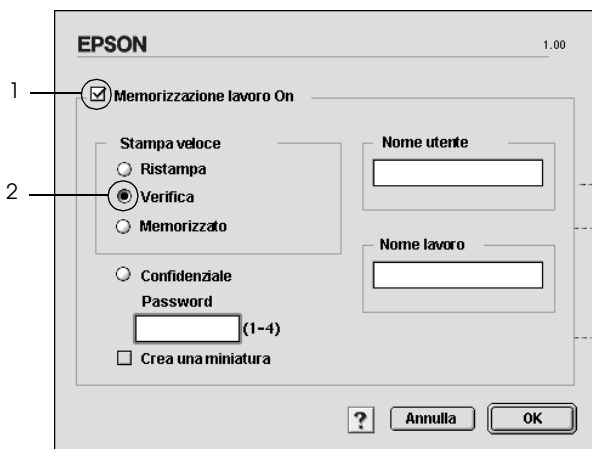 EPSON
1.00
1
Memorizzazione lavoro On
Stampa veloce
Ristampa
2
Verifica
Memorizzato
Confidenziale
Password
(1-4)
Crea una miniatura
Nome utente
Nome lavoro
?
Annulla
OK